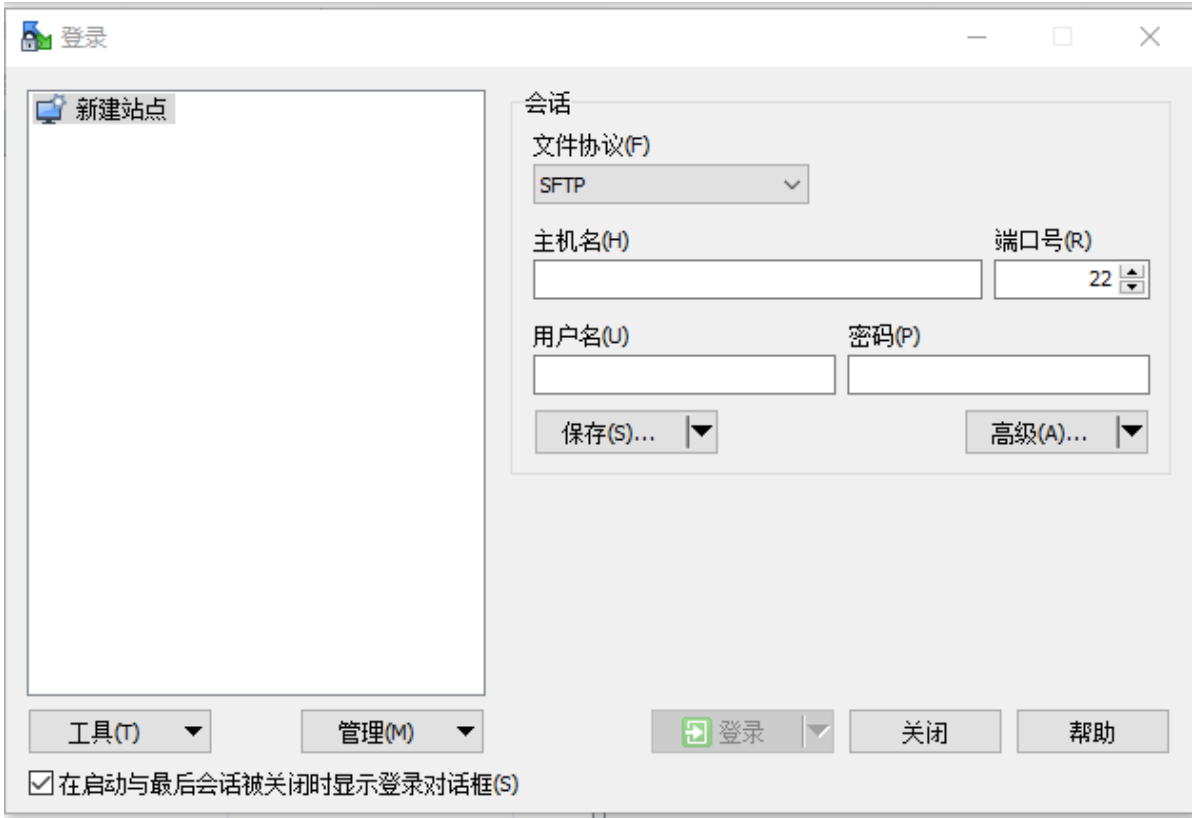 登录
新建站点
会话
文件协议(F)
SFTP
主机名(H) 端口号(R)
22
用户名(U) 密码(P)
保存(S)... 高级(A)...
工具(T) 管理(M) 登录 关闭 帮助
在启动与最后会话被关闭时显示登录对话框(S)